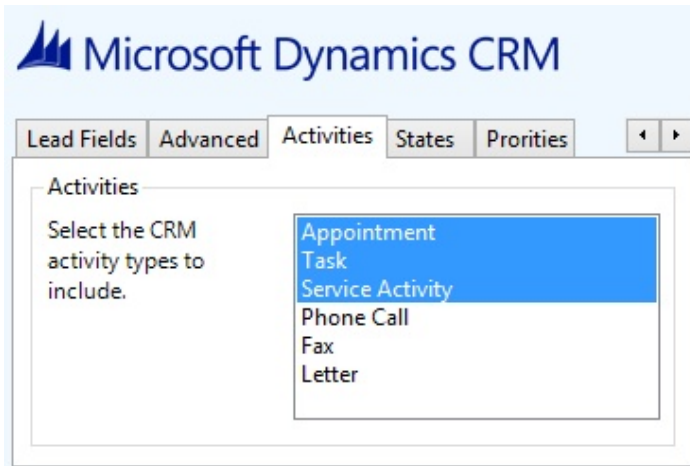 Microsoft Dynamics CRM
Lead Fields Advanced Activities States Prorities
Activities
Select the CRM
activity types to
include.
Appointment
Task
Service Activity
Phone Call
Fax
Letter